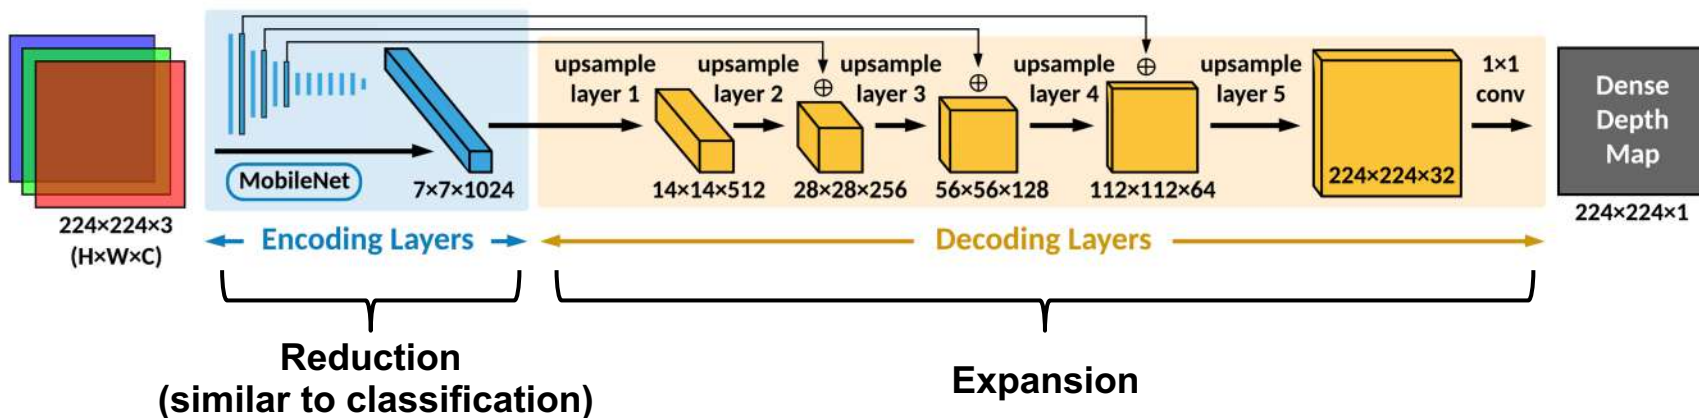 224×224×3
(H×W×C)
MobileNet
7×7×1024
Encoding Layers
upsample
layer 1
14×14×512
upsample
layer 2
28×28×256
upsample
layer 3
56×56×128
upsample
layer 4
112×112×64
upsample
layer 5
224×224×32
1×1
conv
Decoding Layers
Dense
Depth
Map
224×224×1
Reduction
(similar to classification)
Expansion